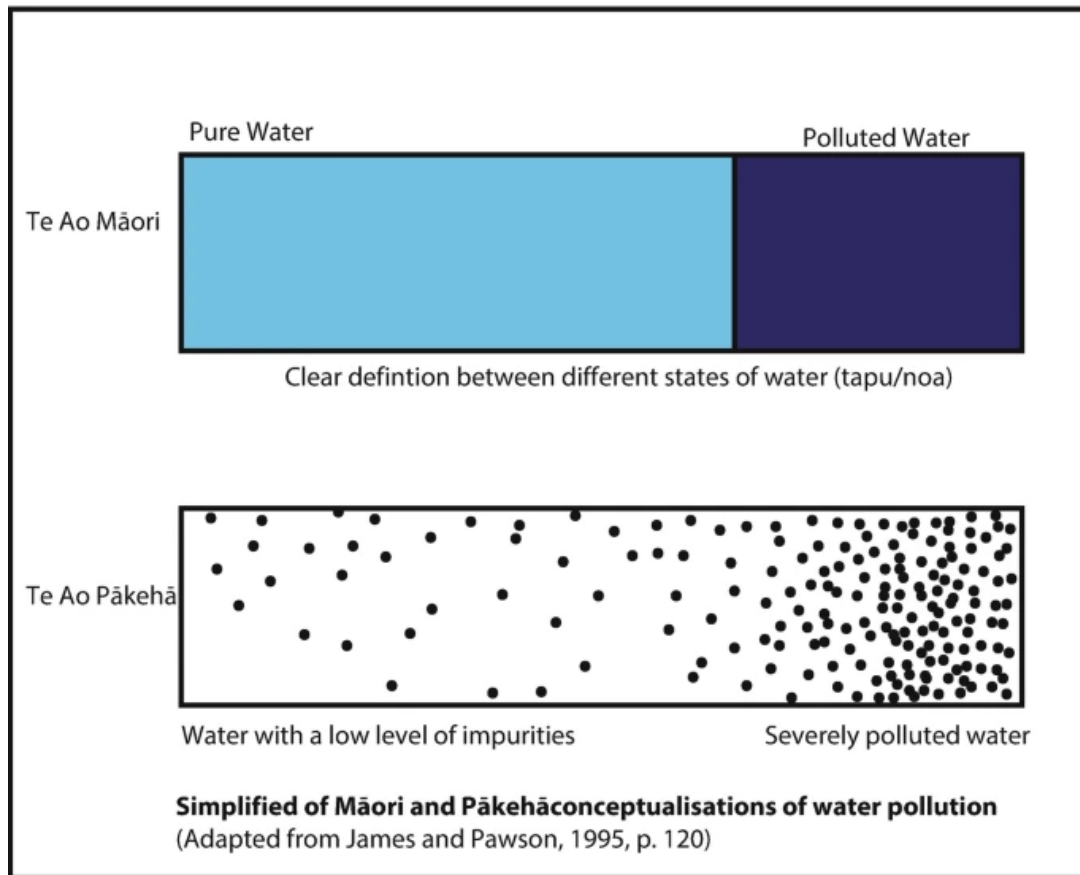 Pure Water
Polluted Water
Te Ao Māori
Clear defintion between different states of water (tapu/noa)
Te Ao Pākehā
Water with a low level of impurities
Severely polluted water
Simplified of Māori and Pākehāconceptualisations of water pollution
(Adapted from James and Pawson, 1995, p. 120)